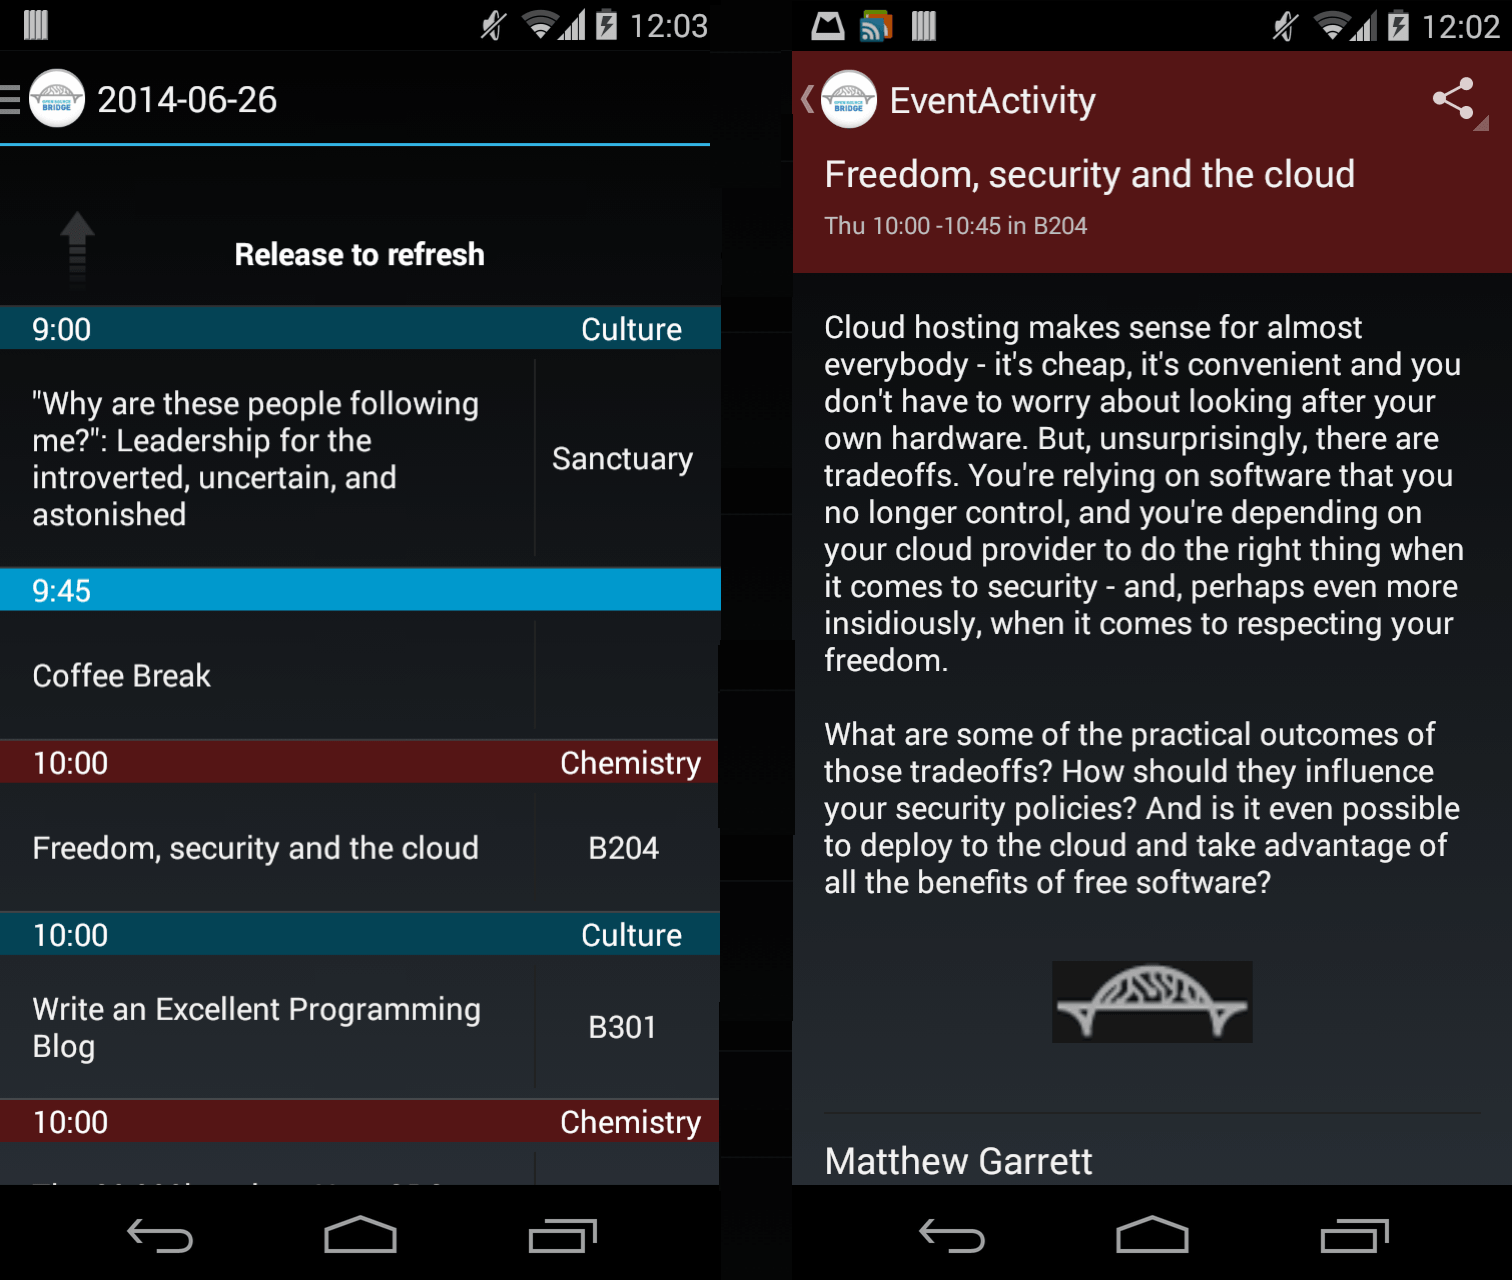 12:03
OPEN SOURCE
BRIDGE
2014-06-26
Release to refresh
9:00 Culture
"Why are these people following
me?": Leadership for the
introverted, uncertain, and
astonished
Sanctuary
9:45
Coffee Break
10:00 Chemistry
Freedom, security and the cloud
B204
10:00 Culture
Write an Excellent Programming
Blog
B301
10:00 Chemistry
12:02
OPEN SOURCE
BRIDGE
EventActivity
Freedom, security and the cloud
Thu 10:00 -10:45 in B204
Cloud hosting makes sense for almost
everybody - it's cheap, it's convenient and you
don't have to worry about looking after your
own hardware. But, unsurprisingly, there are
tradeoffs. You're relying on software that you
no longer control, and you're depending on
your cloud provider to do the right thing when
it comes to security - and, perhaps even more
insidiously, when it comes to respecting your
freedom.
What are some of the practical outcomes of
those tradeoffs? How should they influence
your security policies? And is it even possible
to deploy to the cloud and take advantage of
all the benefits of free software?
Matthew Garrett